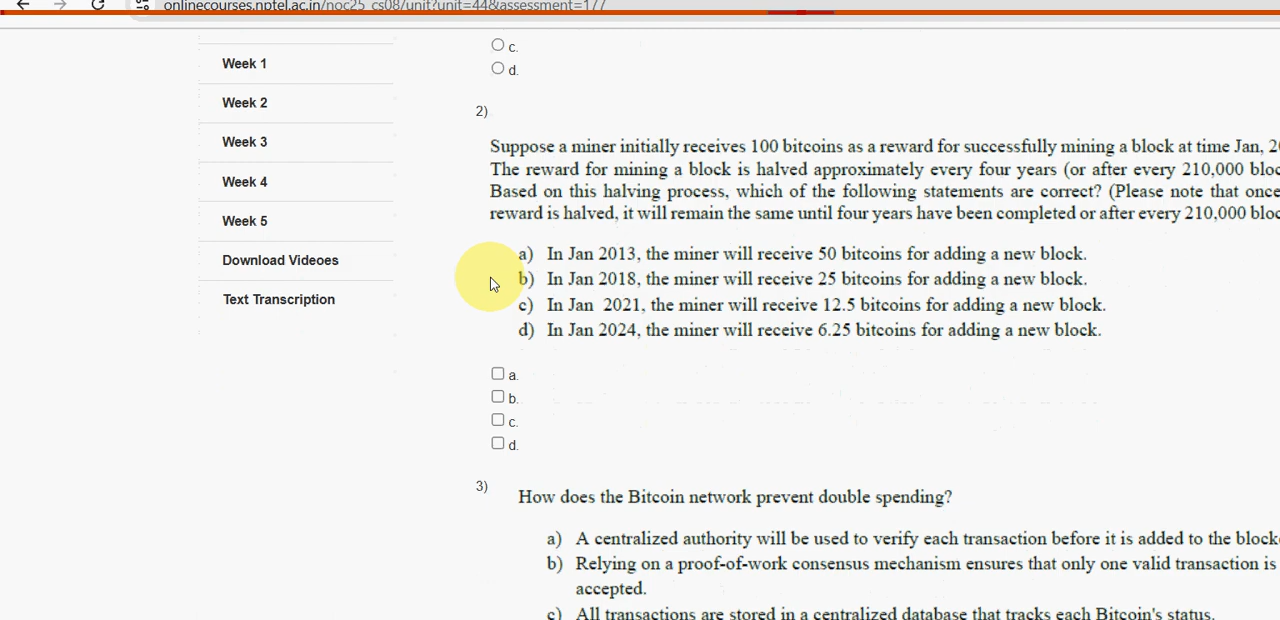 onlinecourses.nptel.ac.in/noc25_cs08/unit?unit=44&assessment=177
c.
d.
Week 1
Week 2
Week 3
Week 4
Week 5
Download Videoes
Text Transcription
2)
Suppose a miner initially receives 100 bitcoins as a reward for successfully mining a block at time Jan,
The reward for mining a block is halved approximately every four years (or after every 210,000
Based on this halving process, which of the following statements are correct? (Please note that once
reward is halved, it will remain the same until four years have been completed or after every 210,000
a) In Jan 2013, the miner will receive 50 bitcoins for adding a new block.
b) In Jan 2018, the miner will receive 25 bitcoins for adding a new block.
c) In Jan 2021, the miner will receive 12.5 bitcoins for adding a new block.
d) In Jan 2024, the miner will receive 6.25 bitcoins for adding a new block.
a.
b.
c.
d.
3)
How does the Bitcoin network prevent double spending?
a) A centralized authority will be used to verify each transaction before it is added to the
b) Relying on a proof-of-work consensus mechanism ensures that only one valid transaction is
accepted.
c) All transactions are stored in a centralized database that tracks each Bitcoin's status.